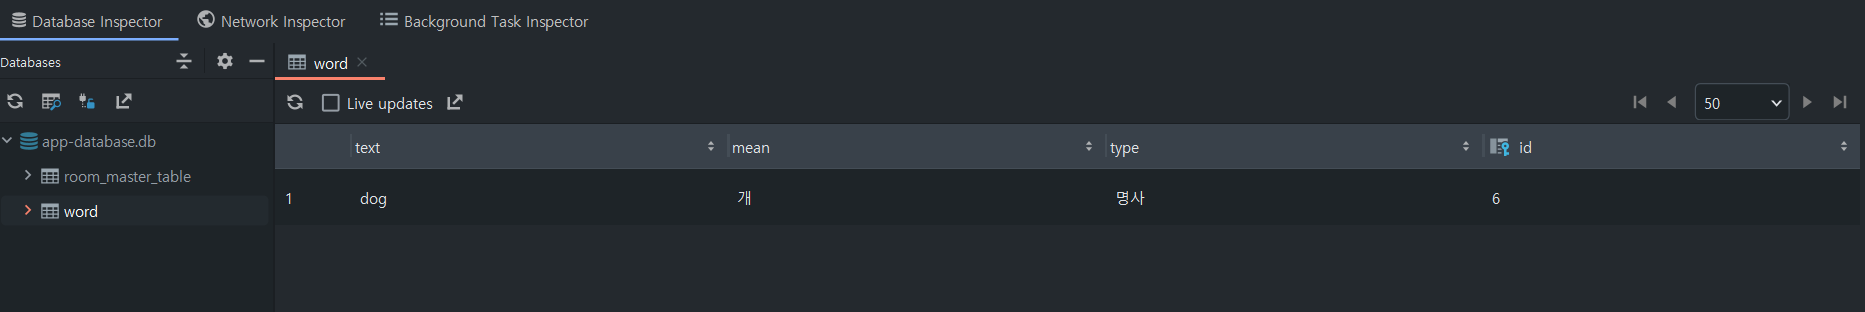 Database Inspector Network Inspector Background Task Inspector
Databases
word
Live updates
50
app-database.db
room_master_table
word
text mean type id
1 dog 개 명사 6